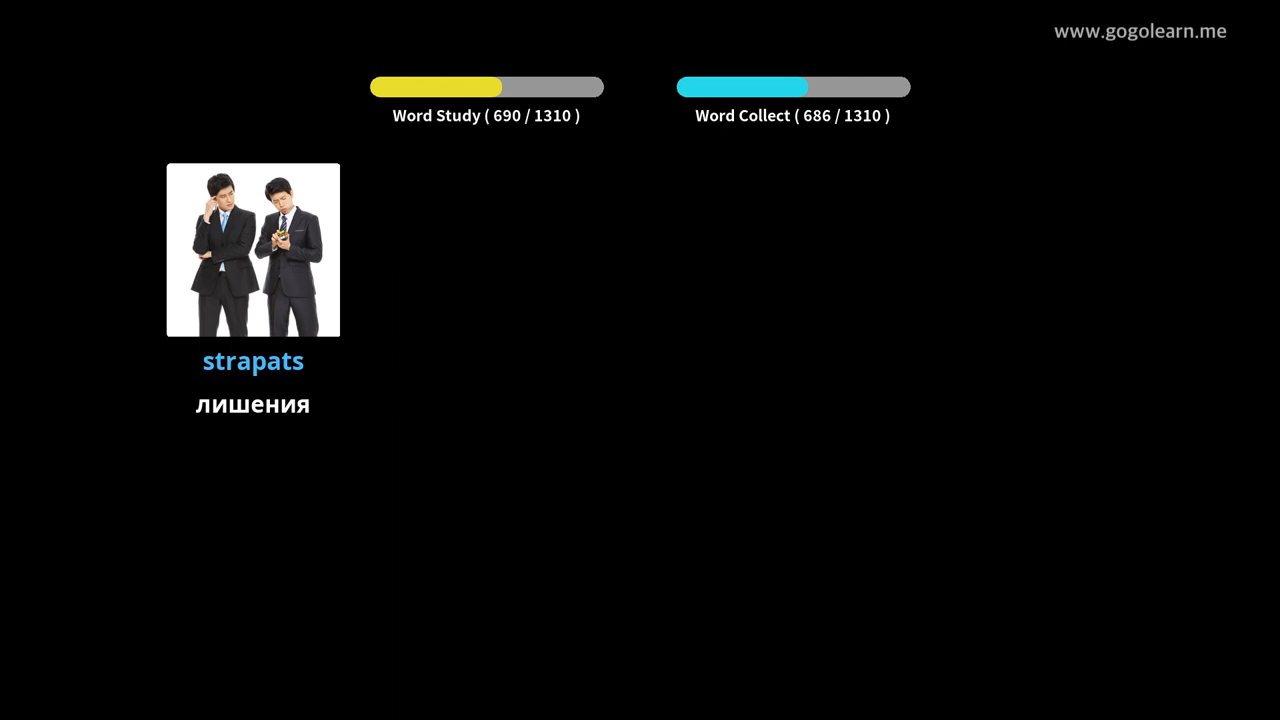 www.gogolearn.me
Word Study ( 690 / 1310 )
Word Collect ( 686 / 1310 )
strapats
лишения